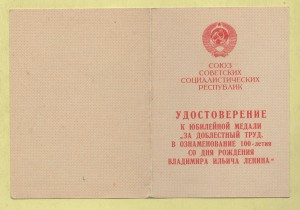 СОЮЗ
СОВЕТСКИХ
СОЦИАЛИСТИЧЕСКИХ
РЕСПУБЛИК
УДОСТОВЕРЕНИЕ
К ЮБИЛЕЙНОЙ МЕДАЛИ
„ЗА ДОБЛЕСТНЫЙ ТРУД.
В ОЗНАМЕНОВАНИЕ 100-летия
СО ДНЯ РОЖДЕНИЯ
ВЛАДИМИРА ИЛЬИЧА ЛЕНИНА“